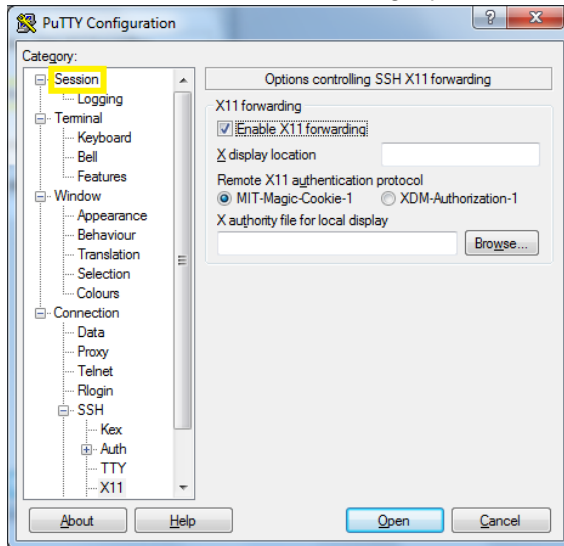 PuTTY Configuration
? X
Category:
Session
Logging
Terminal
Keyboard
Bell
Features
Window
Appearance
Behaviour
Translation
Selection
Colours
Connection
Data
Proxy
Telnet
Rlogin
SSH
Kex
Auth
TTY
X11
Options controlling SSH X11 forwarding
X11 forwarding
Enable X11 forwarding
X display location
Remote X11 authentication protocol
MIT-Magic-Cookie-1 XDM-Authorization-1
X authority file for local display
Browse...
About Help Open Cancel